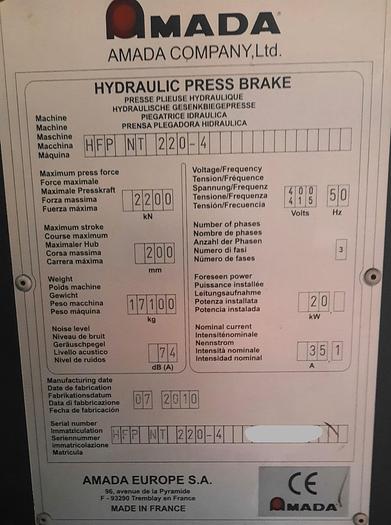 AMADA
AMADA COMPANY,Ltd.
HYDRAULIC PRESS BRAKE
PRESSE PLIEUSE HYDRAULIQUE
HYDRAULISCHE GESENKBIEGEPRESSE
PIEGATRICE IDRAULICA
PRENSA PLEGADORA HIDRAULICA
Machine
Machine
Maschine
Macchina
Máquina
HFP NT 220-4
Maximum press force
Force maximale
Maximale Presskraft
Forza massima
Fuerza máxima
2200
kN
Voltage/Frequency
Tension/Fréquence
Spannung/Frequenz
Tensione/Frequenza
Tensión/Frecuencia
400
415
Volts
50
Hz
Maximum stroke
Course maximum
Maximaler Hub
Corsa massima
Carrera máxima
200
mm
Number of phases
Nombre de phases
Anzahl der Phasen
Numero di fasi
Número de fases
3
Weight
Poids machine
Gewicht
Peso macchina
Peso máquina
17100
kg
Foreseen power
Puissance installée
Leitungsaufnahme
Potenza installata
Potencia instalada
20
kW
Noise level
Niveau de bruit
Geräuschpegel
Livello acustico
Nivel de ruidos
74
dB (A)
Nominal current
Intensiténominale
Nennstrom
Intensità nominale
Intensidad nominal
35,1
A
Manufacturing date
Date de fabrication
Fabrikationsdatum
Data di fabbricazione
Fecha de fabricación
07 2010
Serial number
Immatriculation
Seriennummer
immatricolazione
Matricula
HFP NT 220-4
AMADA EUROPE S.A.
96, avenue de la Pyramide
F - 93290 Tremblay en France
MADE IN FRANCE
CE
AMADA